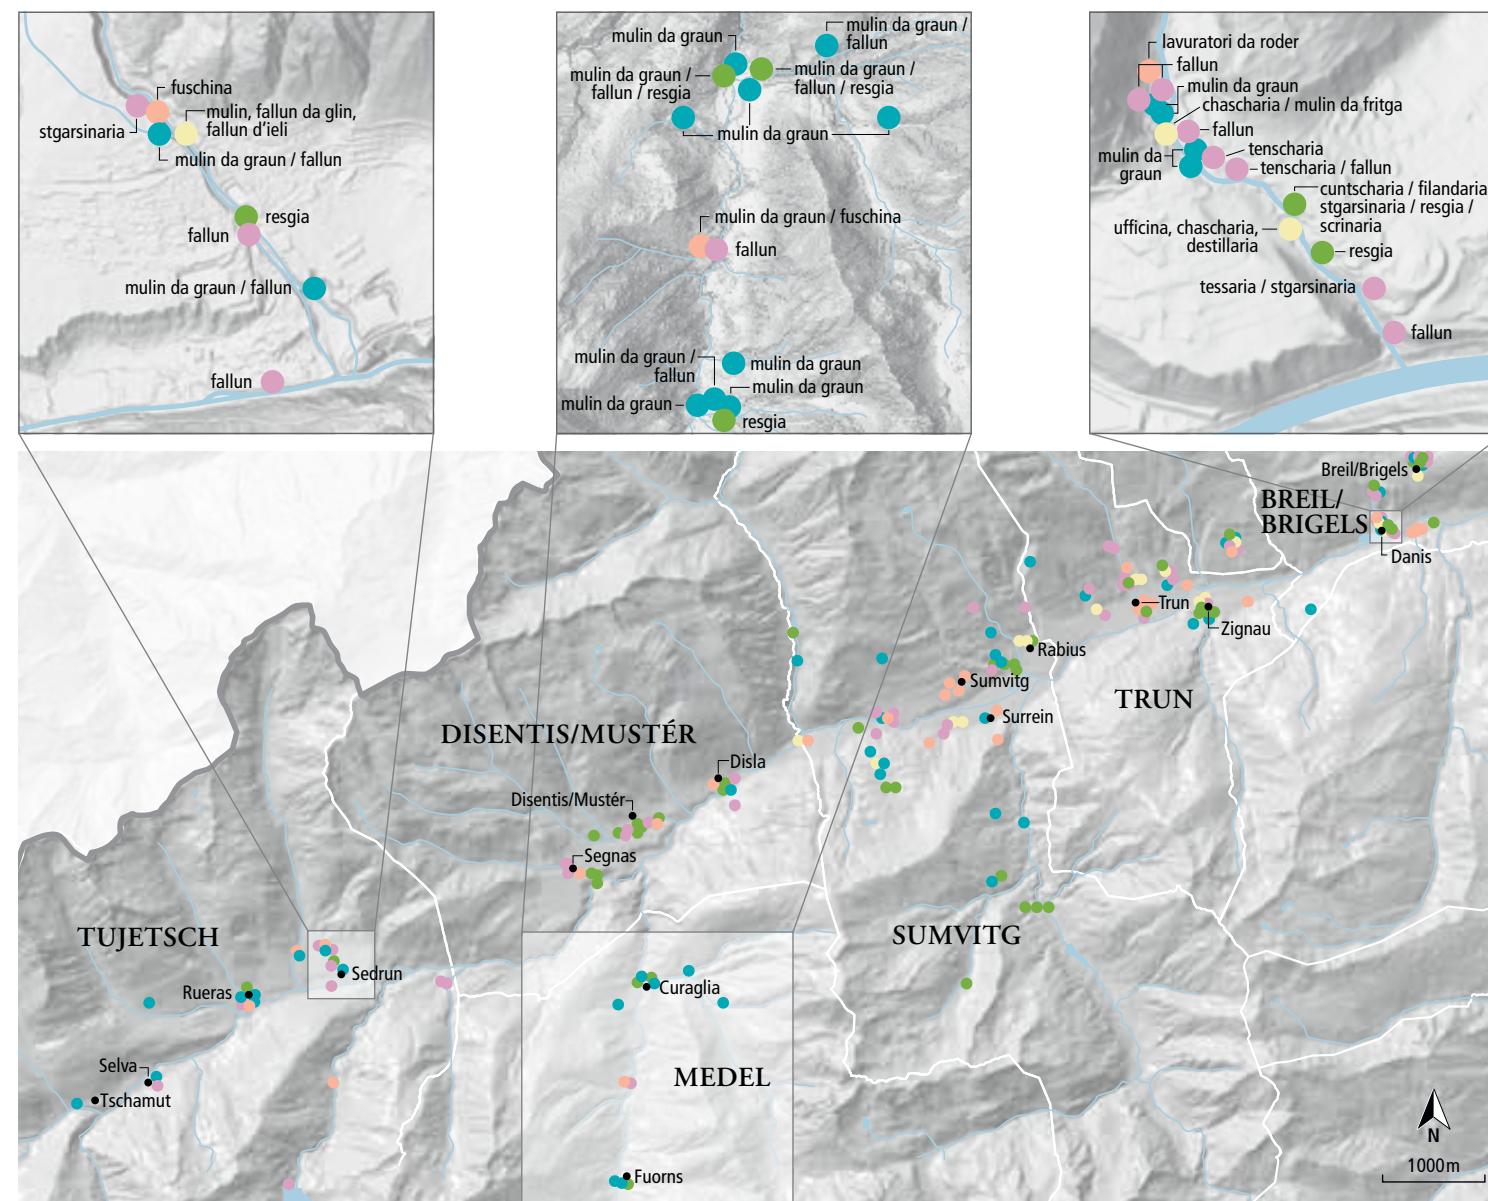 fuschina
stgarsinaria
mulin, fallun da glin,
fallun d'ieli
mulin da graun / fallun
resgia
fallun
mulin da graun / fallun
fallun
mulin da graun
mulin da graun /
fallun
mulin da graun /
fallun / resgia
mulin da graun /
fallun / resgia
mulin da graun
mulin da graun / fuschina
fallun
mulin da graun /
fallun
mulin da graun
mulin da graun
mulin da graun
resgia
lavuratori da roder
fallun
mulin da graun
chascharia / mulin da fritga
fallun
mulin da
graun
tenscharia
tenscharia / fallun
cuntscharia / filandaria
stgarsinaria / resgia /
scrinaria
ufficina, chascharia,
destillaria
resgia
tessaria / stgarsinaria
fallun
Breil/Brigels
BREIL/
BRIGELS
Danis
Trun
Zignau
Rabius
Sumvitg
TRUN
Surrein
DISENTIS/MUSTÉR
Disla
Disentis/Mustér
Segnas
TUJETSCH
SUMVITG
Sedrun
Rueras
Curaglia
Selva
MEDEL
Tschamut
Fuorns
N
1000m